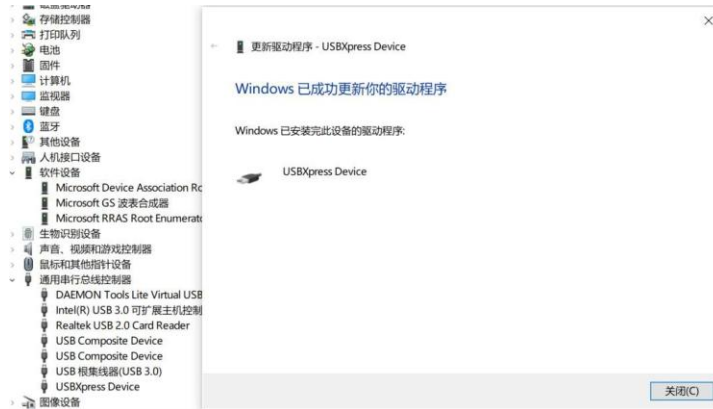 存储控制器
打印队列
电池
固件
计算机
监视器
键盘
蓝牙
其他设备
人机接口设备
软件设备
Microsoft Device Association Rc
Microsoft GS 波表合成器
Microsoft RRAS Root Enumerato
生物识别设备
声音、视频和游戏控制器
鼠标和其他指针设备
通用串行总线控制器
DAEMON Tools Lite Virtual USB
Intel(R) USB 3.0 可扩展主机控制
Realtek USB 2.0 Card Reader
USB Composite Device
USB Composite Device
USB 根集线器(USB 3.0)
USBXpress Device
图像设备
更新驱动程序 - USBXpress Device
Windows 已成功更新你的驱动程序
Windows 已安装完此设备的驱动程序:
USBXpress Device
关闭(C)